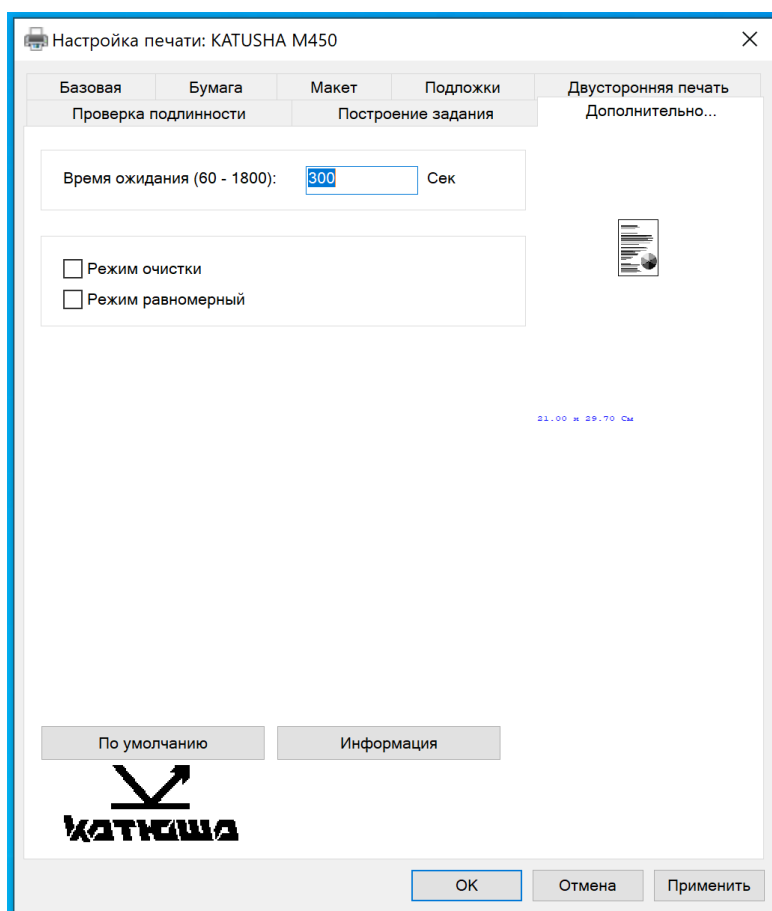 Настройка печати: KATUSHA M450
Базовая Бумага Макет Подложки Двусторонняя печать
Проверка подлинности Построение задания Дополнительно...
Время ожидания (60 - 1800): 300 Сек
Режим очистки
Режим равномерный
21.00 x 29.70 См
По умолчанию Информация
катюша
OK Отмена Применить